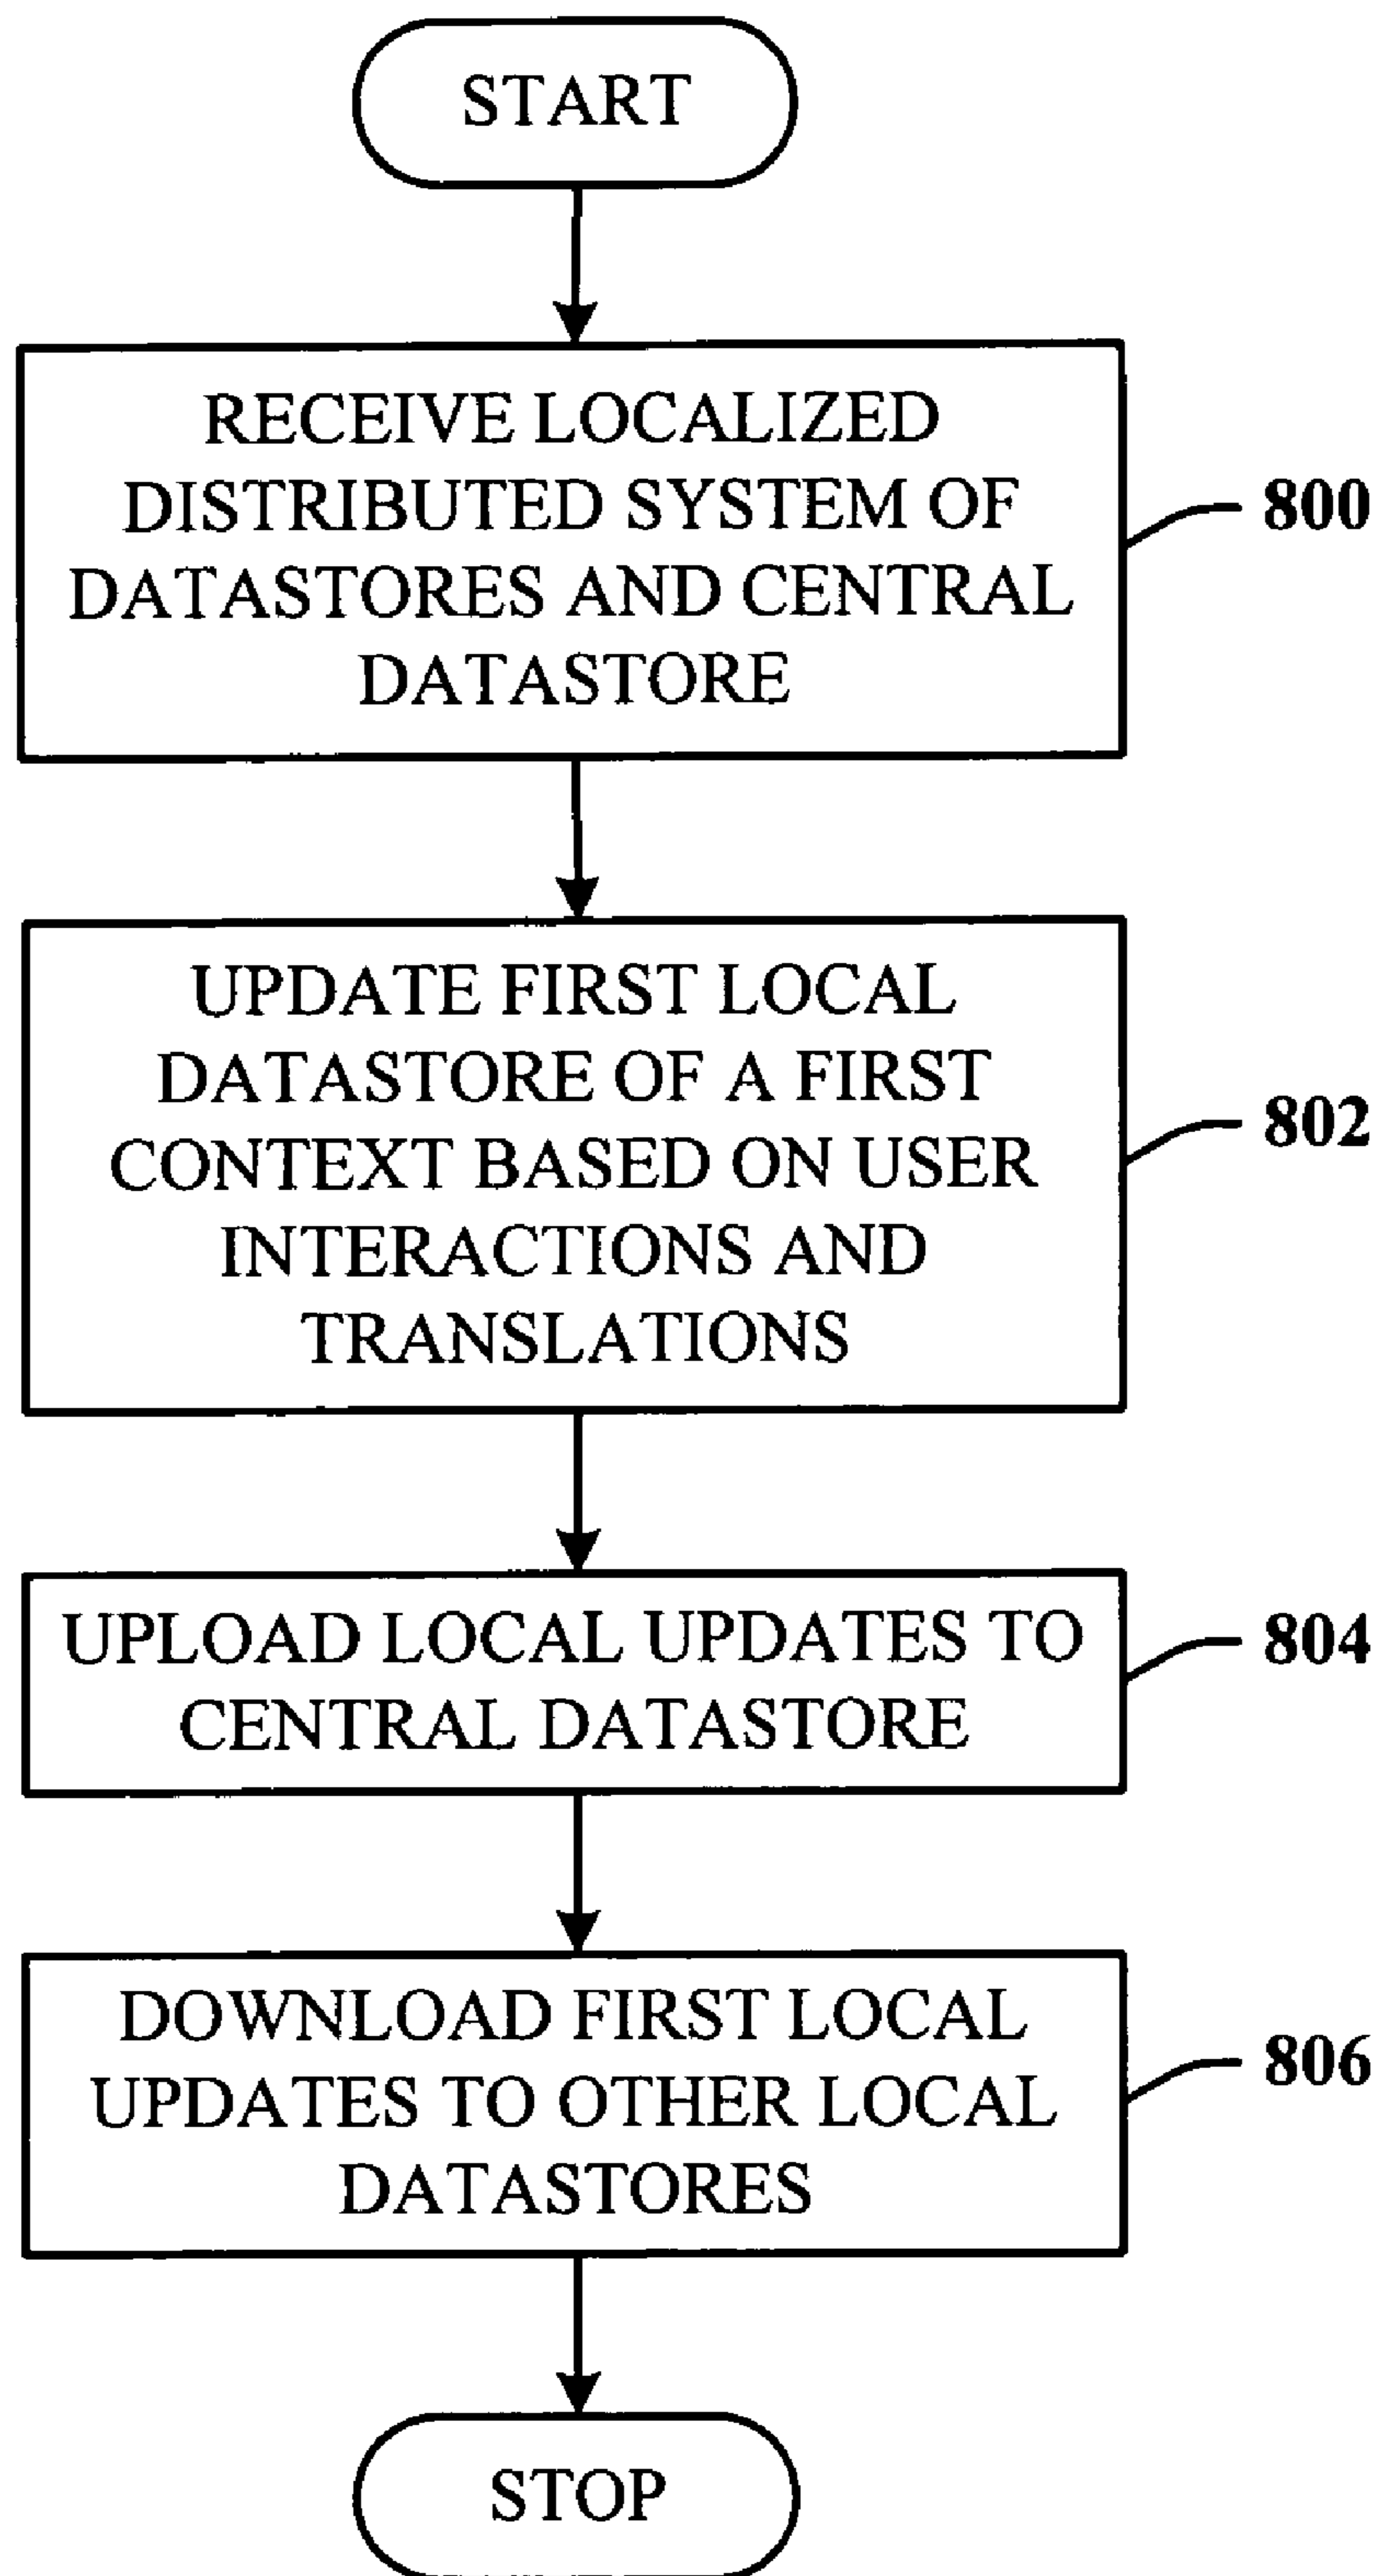 START
RECEIVE LOCALIZED
DISTRIBUTED SYSTEM OF
DATASTORES AND CENTRAL
DATASTORE
800
UPDATE FIRST LOCAL
DATASTORE OF A FIRST
CONTEXT BASED ON USER
INTERACTIONS AND
TRANSLATIONS
802
UPLOAD LOCAL UPDATES TO
CENTRAL DATASTORE
804
DOWNLOAD FIRST LOCAL
UPDATES TO OTHER LOCAL
DATASTORES
806
STOP